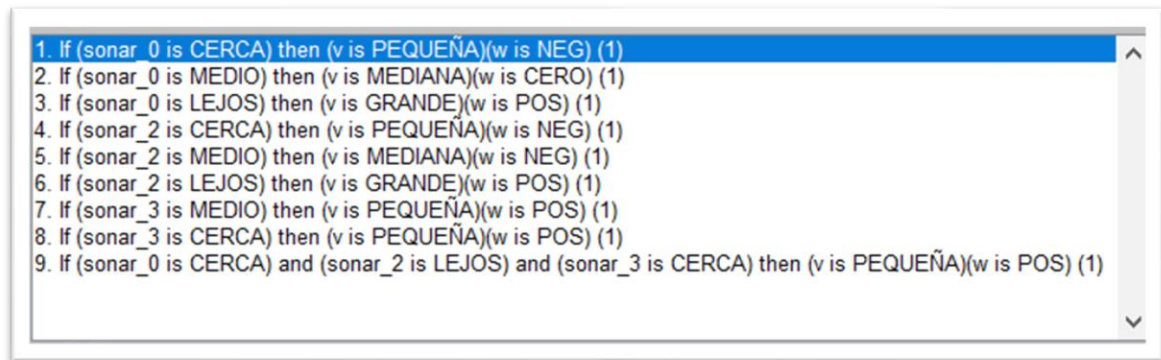 1. If (sonar_0 is CERCA) then (v is PEQUEÑA)(w is NEG) (1)
2. If (sonar_0 is MEDIO) then (v is MEDIANA)(w is CERO) (1)
3. If (sonar_0 is LEJOS) then (v is GRANDE)(w is POS) (1)
4. If (sonar_2 is CERCA) then (v is PEQUEÑA)(w is NEG) (1)
5. If (sonar_2 is MEDIO) then (v is MEDIANA)(w is NEG) (1)
6. If (sonar_2 is LEJOS) then (v is GRANDE)(w is POS) (1)
7. If (sonar_3 is MEDIO) then (v is PEQUEÑA)(w is POS) (1)
8. If (sonar_3 is CERCA) then (v is PEQUEÑA)(w is POS) (1)
9. If (sonar_0 is CERCA) and (sonar_2 is LEJOS) and (sonar_3 is CERCA) then (v is PEQUEÑA)(w is POS) (1)